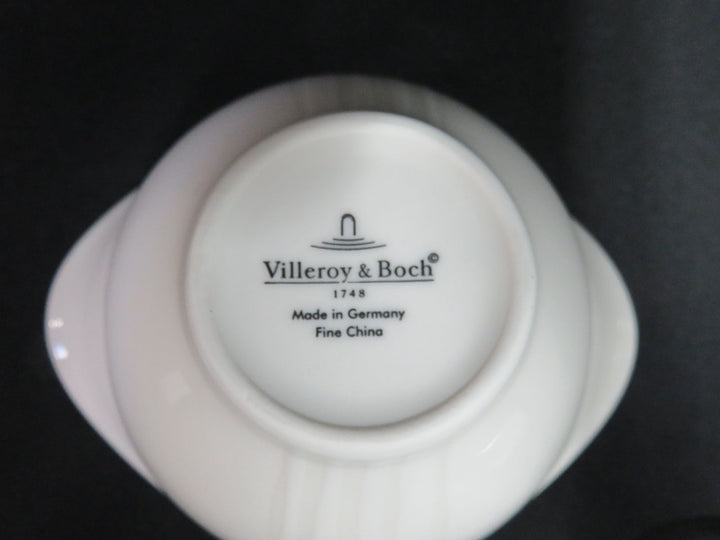 Villeroy & Boch©
1748
Made in Germany
Fine China